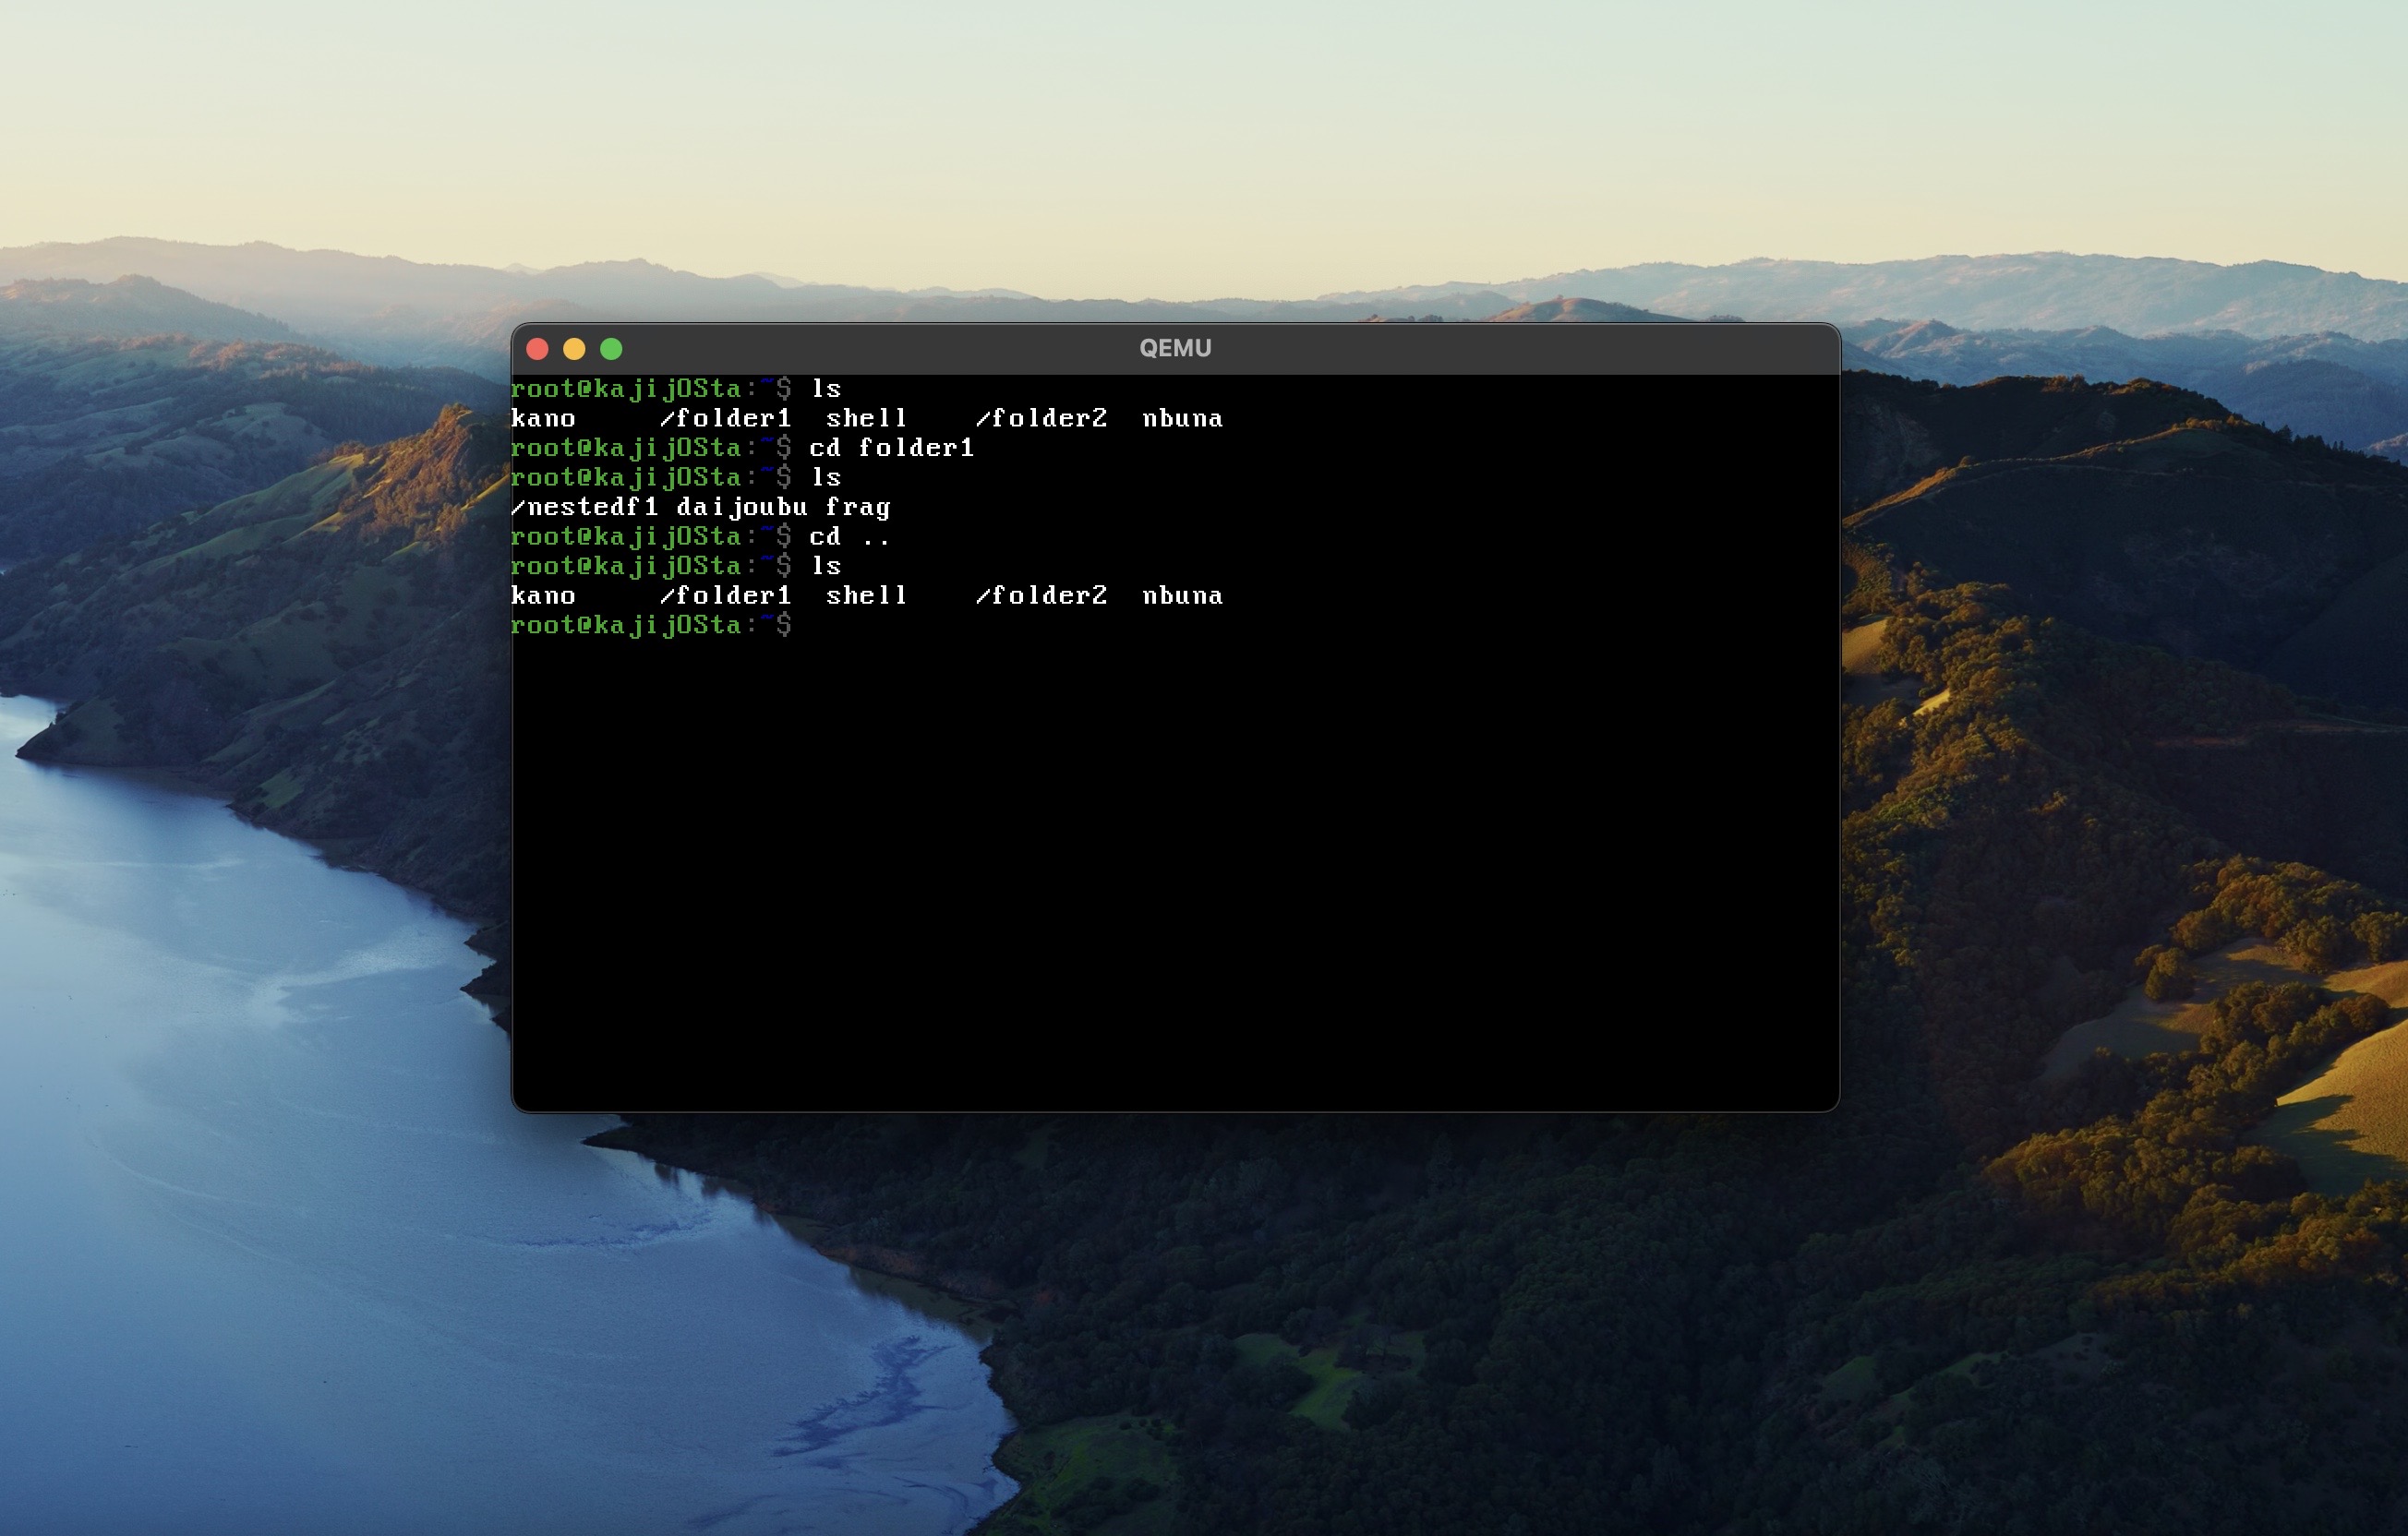 QEMU
root@kajijOSta:~$ ls
kano     /folder1  shell    /folder2  nbuna
root@kajijOSta:~$ cd folder1
root@kajijOSta:~$ ls
/nestedf1 daijoubu frag
root@kajijOSta:~$ cd ..
root@kajijOSta:~$ ls
kano     /folder1  shell    /folder2  nbuna
root@kajijOSta:~$